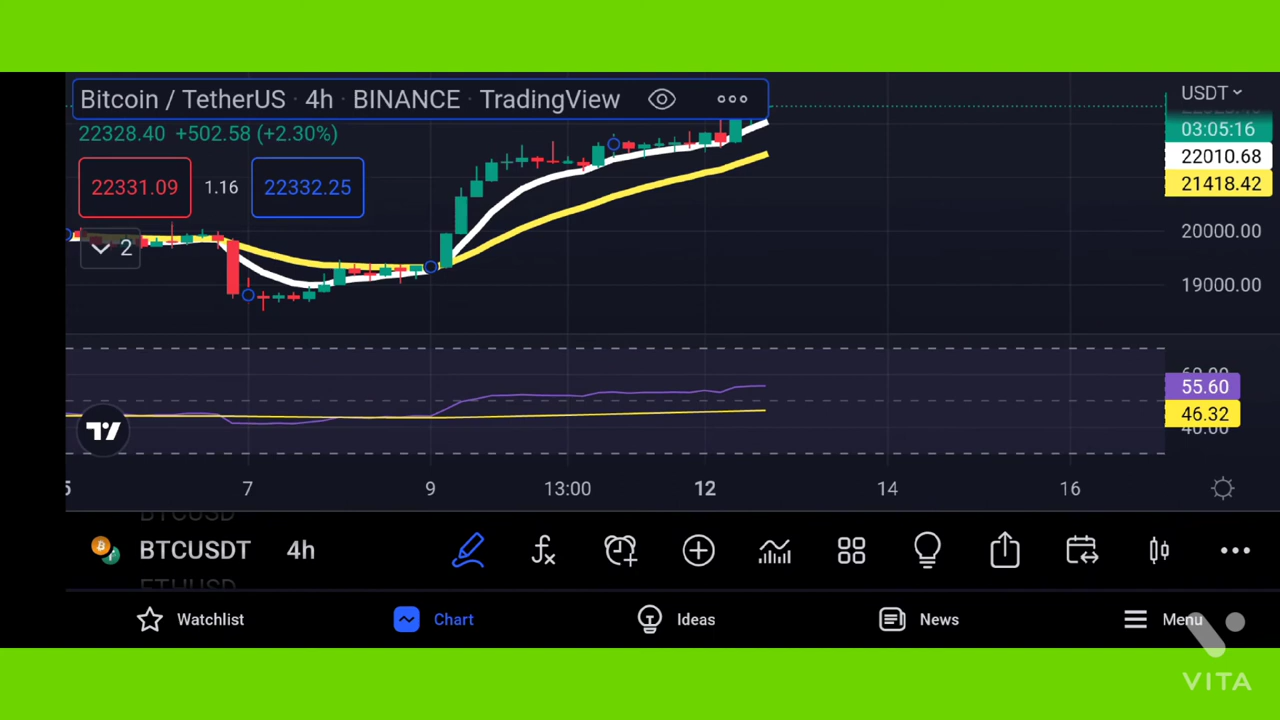 Bitcoin / TetherUS · 4h · BINANCE · TradingView
USDT
22328.40 +502.58 (+2.30%)
03:05:16
22331.09 1.16 22332.25
22010.68
21418.42
20000.00
2
19000.00
55.60
46.32
40.00
5 7 9 13:00 12 14 16
BTCUSD
BTCUSDT 4h
ETHUSD
Watchlist Chart Ideas News Menu
VITA